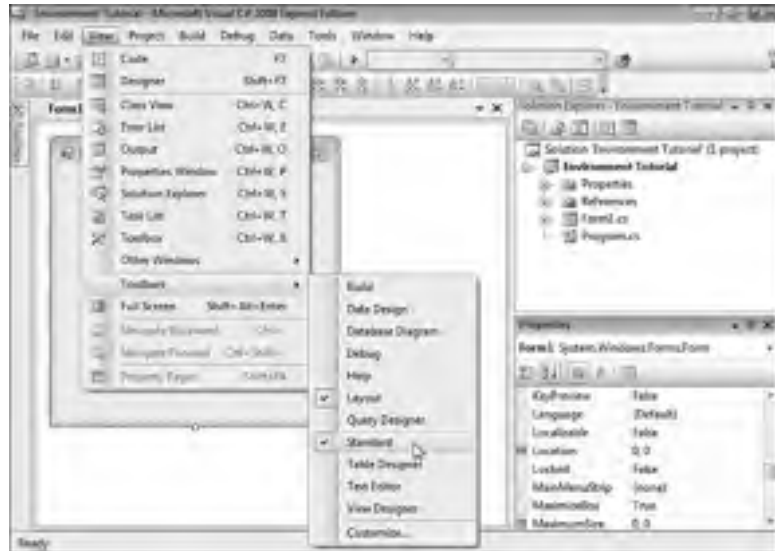 Environment Tutorial - Microsoft Visual C# 2008 Express Edition
File Edit View Project Build Debug Data Tools Window Help
Code F7
Designer Shift+F7
Class View Ctrl+W, C
Error List Ctrl+W, E
Output Ctrl+W, O
Properties Window Ctrl+W, P
Solution Explorer Ctrl+W, S
Task List Ctrl+W, T
Toolbox Ctrl+W, X
Other Windows
Toolbars
Full Screen Shift+Alt+Enter
Navigate Backward
Navigate Forward
Property Pages
Build
Data Design
Database Diagram
Debug
Help
Layout
Query Designer
Standard
Table Designer
Text Editor
View Designer
Customize...
Form1
Solution Explorer - Environment Tutorial
Solution 'Environment Tutorial' (1 project)
Environment Tutorial
Properties
References
Form1.cs
Program.cs
Properties
Form1 System.Windows.Forms.Form
KeyPreview False
Language (Default)
Localizable False
Location 0, 0
Locked False
MainMenuStrip (none)
MaximizeBox True
MaximumSize 0, 0
Ready